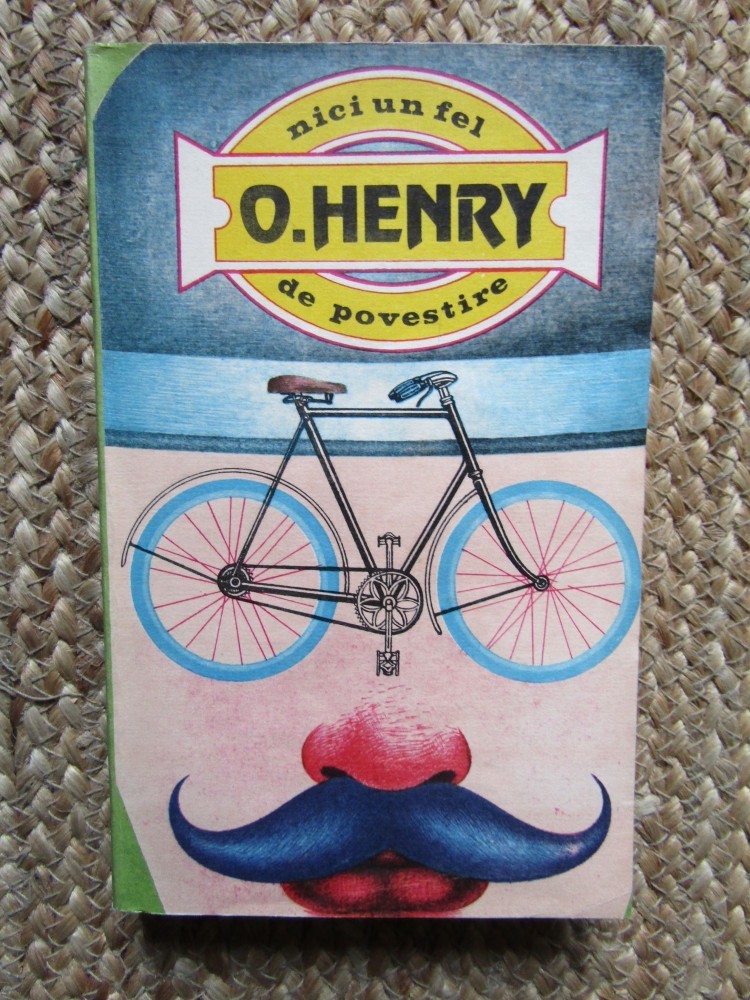 nici un fel
O.HENRY
de povestire